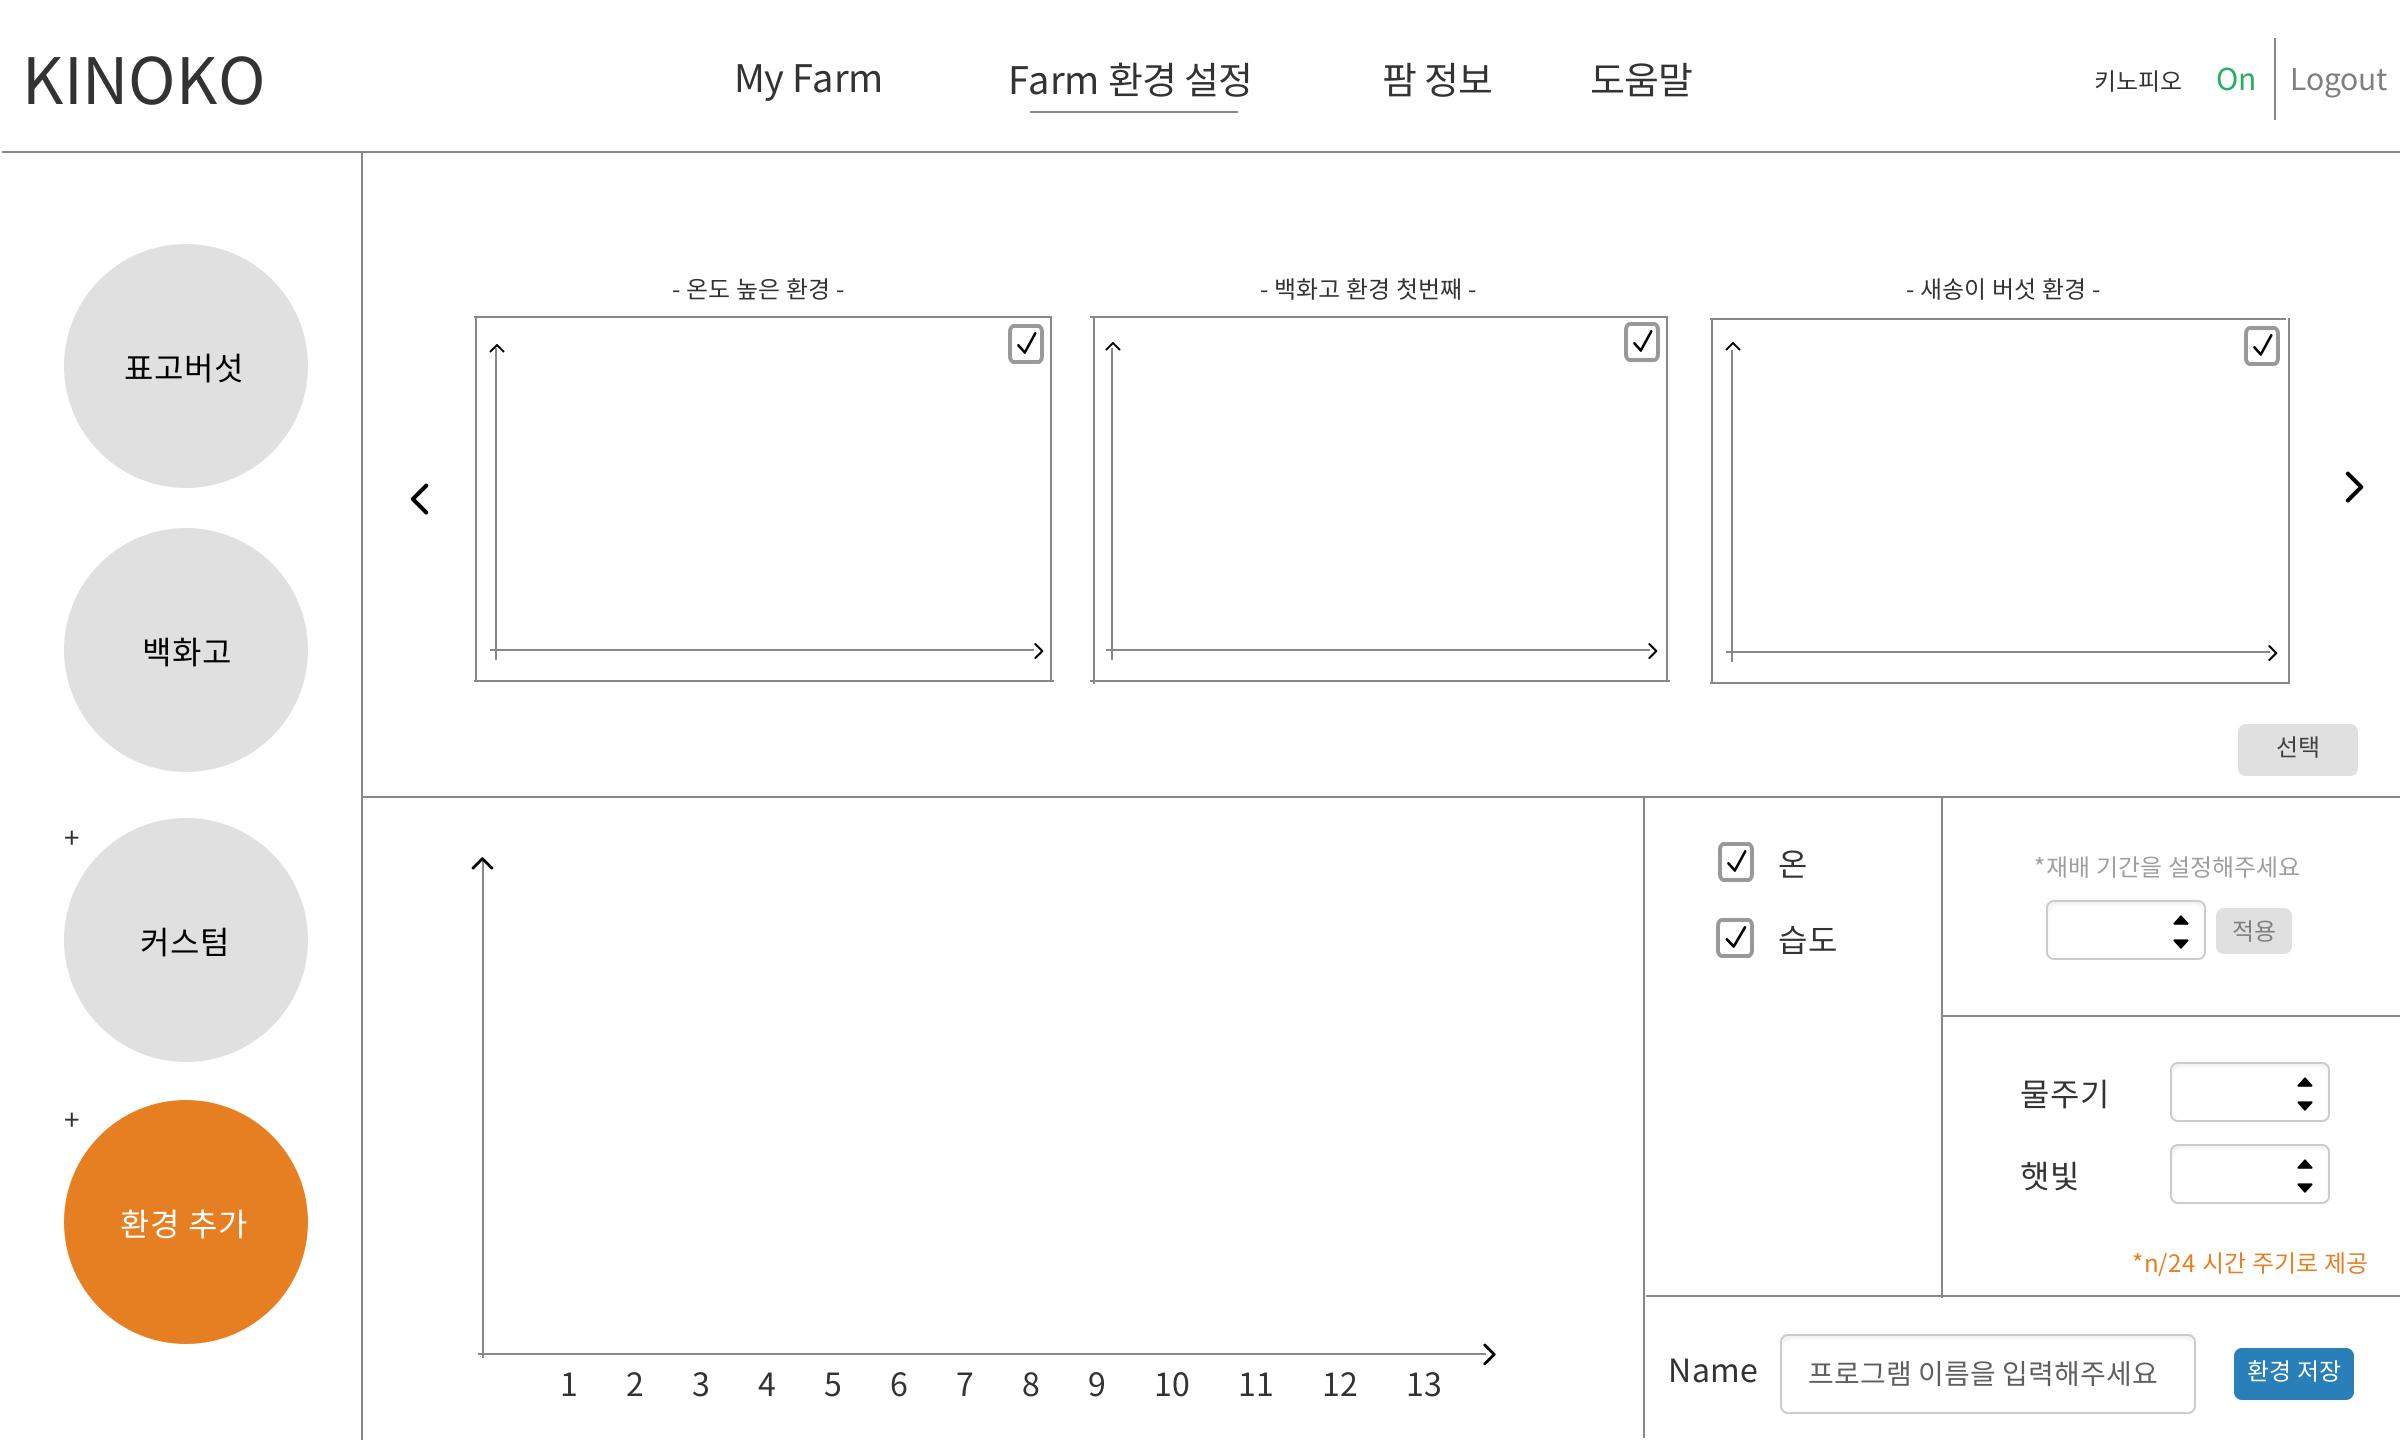 KINOKO
My Farm
Farm 환경 설정
팜 정보
도움말
키노피오
On
Logout
표고버섯
백화고
+
커스텀
+
환경 추가
- 온도 높은 환경 -
- 백화고 환경 첫번째 -
- 새송이 버섯 환경 -
선택
1 2 3 4 5 6 7 8 9 10 11 12 13
온
습도
*재배 기간을 설정해주세요
적용
물주기
햇빛
*n/24 시간 주기로 제공
Name
프로그램 이름을 입력해주세요
환경 저장